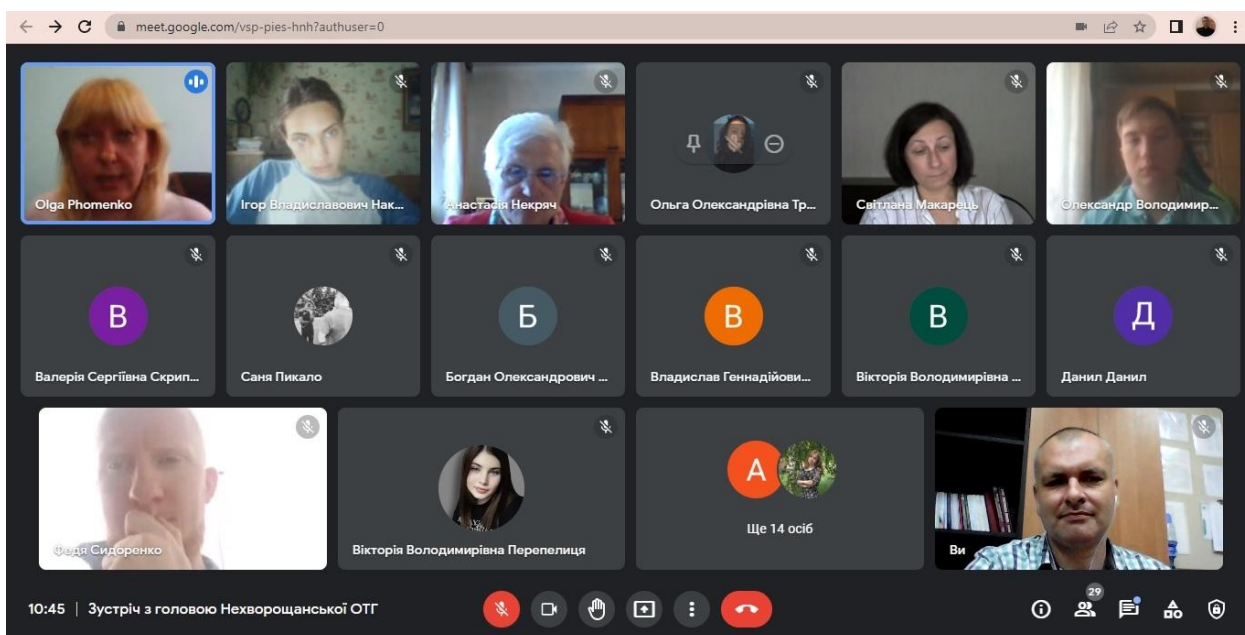 meet.google.com/vsp-pies-hnh?authuser=0
Olga Phomenko
Ігор Владиславович Нак...
Анастасія Некряч
Ольга Олександрівна Тр...
Світлана Макарець
Олександр Володимир...
В
Б
В
В
Д
Валерія Сергіївна Скрип...
Саня Пикало
Богдан Олександрович ...
Владислав Геннадійови...
Вікторія Володимирівна ...
Данил Данил
А
Федя Сидоренко
Вікторія Володимирівна Перепелиця
Ще 14 осіб
Ви
10:45 | Зустріч з головою Нехворощанської ОТГ
29